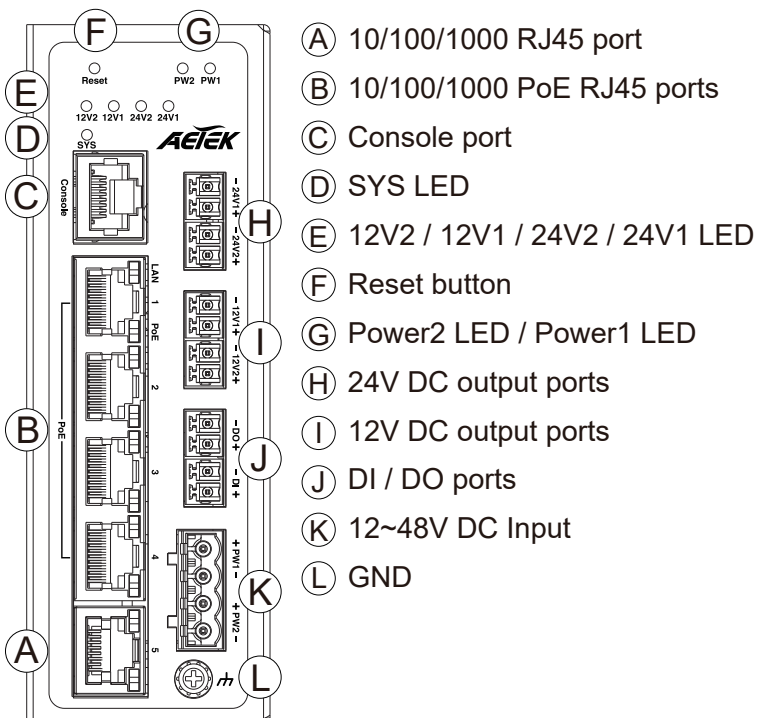 F
G
Reset
PW2 PW1
E
12V2 12V1 24V2 24V1
D
SYS
AETEK
C
Console
− 24V1 +
− 24V2 +
H
LAN
1
PoE
2
3
4
5
PoE
B
− 12V1 +
− 12V2 +
I
− DO +
− DI +
J
+ PW1 −
+ PW2 −
K
A
L
A 10/100/1000 RJ45 port
B 10/100/1000 PoE RJ45 ports
C Console port
D SYS LED
E 12V2 / 12V1 / 24V2 / 24V1 LED
F Reset button
G Power2 LED / Power1 LED
H 24V DC output ports
I 12V DC output ports
J DI / DO ports
K 12~48V DC Input
L GND